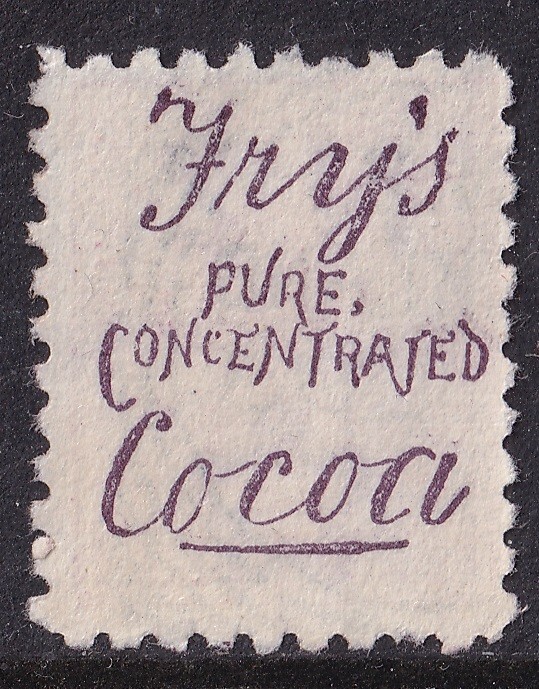 Fry's
PURE,
CONCENTRATED
Cocoa